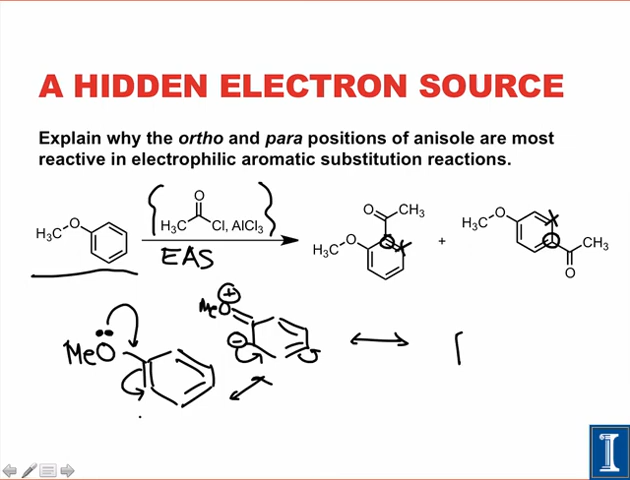 A HIDDEN ELECTRON SOURCE
Explain why the ortho and para positions of anisole are most
reactive in electrophilic aromatic substitution reactions.
H₃C O
O
H₃C Cl, AlCl₃
EAS
O CH₃
H₃C O
+
H₃C O
CH₃
O
MeO
⊕
⊖
MeO
I